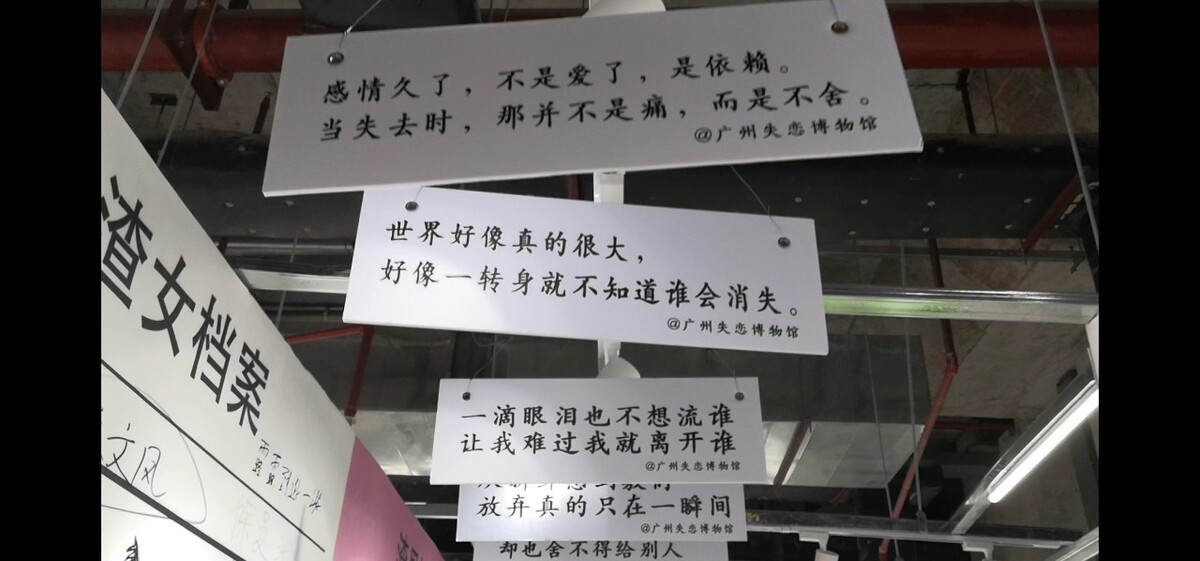 感情久了，不是爱了，是依赖。
当失去时，那并不是痛，而是不舍。
@广州失恋博物馆
世界好像真的很大，
好像一转身就不知道谁会消失。
@广州失恋博物馆
一滴眼泪也不想流谁
让我难过我就离开谁
@广州失恋博物馆
放弃真的只在一瞬间
@广州失恋博物馆
却也舍不得给别人
渣女档案
文风